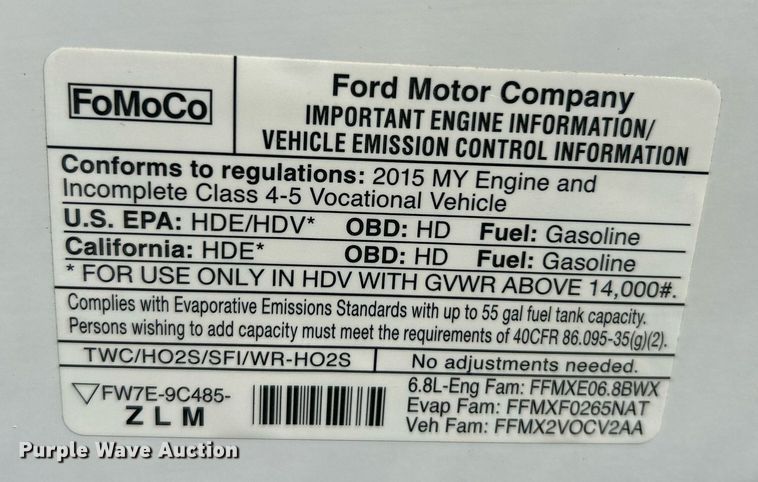 FoMoCo
Ford Motor Company
IMPORTANT ENGINE INFORMATION/
VEHICLE EMISSION CONTROL INFORMATION
Conforms to regulations: 2015 MY Engine and
Incomplete Class 4-5 Vocational Vehicle
U.S. EPA: HDE/HDV* OBD: HD Fuel: Gasoline
California: HDE* OBD: HD Fuel: Gasoline
* FOR USE ONLY IN HDV WITH GVWR ABOVE 14,000#.
Complies with Evaporative Emissions Standards with up to 55 gal fuel tank capacity.
Persons wishing to add capacity must meet the requirements of 40CFR 86.095-35(g)(2).
TWC/HO2S/SFI/WR-HO2S No adjustments needed.
▽FW7E-9C485-
Z L M
6.8L-Eng Fam: FFMXE06.8BWX
Evap Fam: FFMXF0265NAT
Veh Fam: FFMX2VOCV2AA
Purple Wave Auction